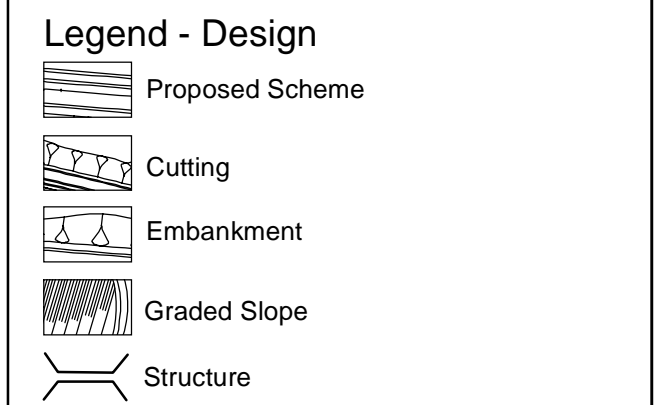 Legend - Design
Proposed Scheme
Cutting
Embankment
Graded Slope
Structure